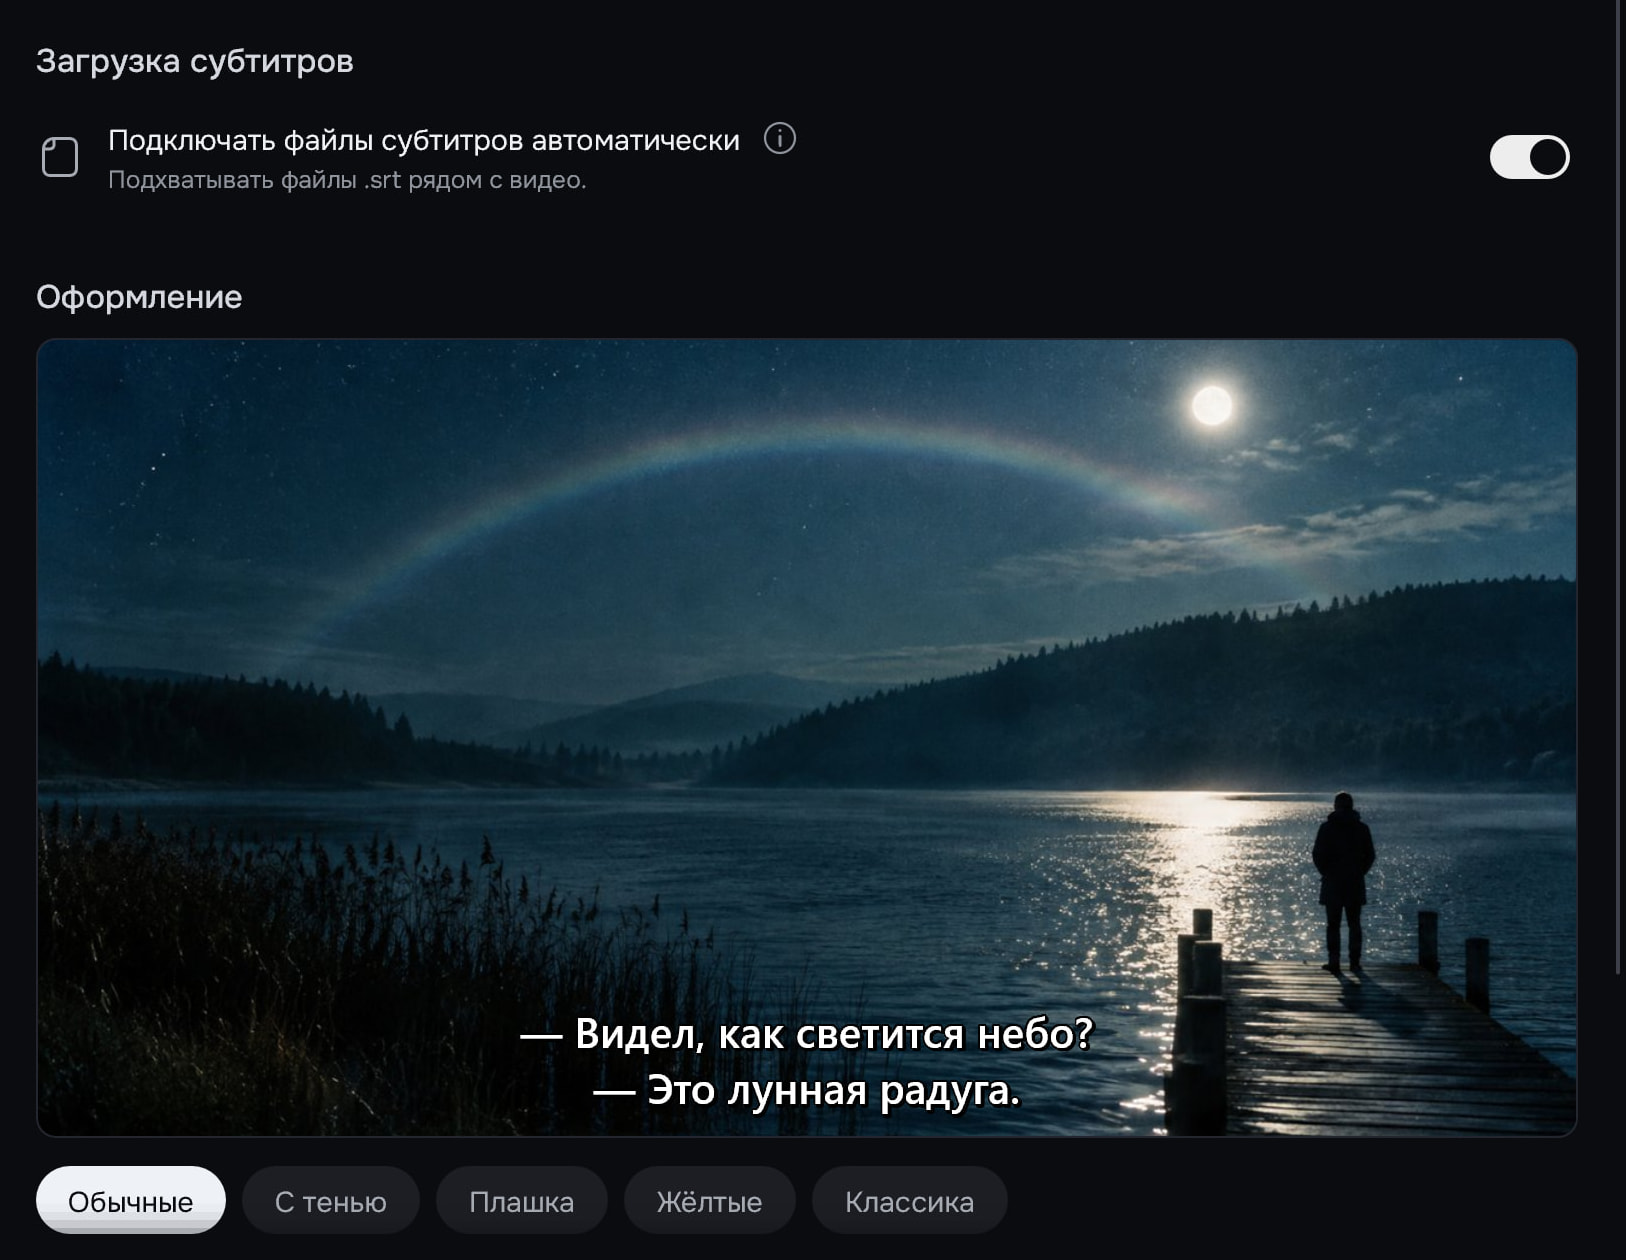 Загрузка субтитров
Подключать файлы субтитров автоматически
Подхватывать файлы .srt рядом с видео.
Оформление
— Видел, как светится небо?
— Это лунная радуга.
Обычные
С тенью
Плашка
Жёлтые
Классика